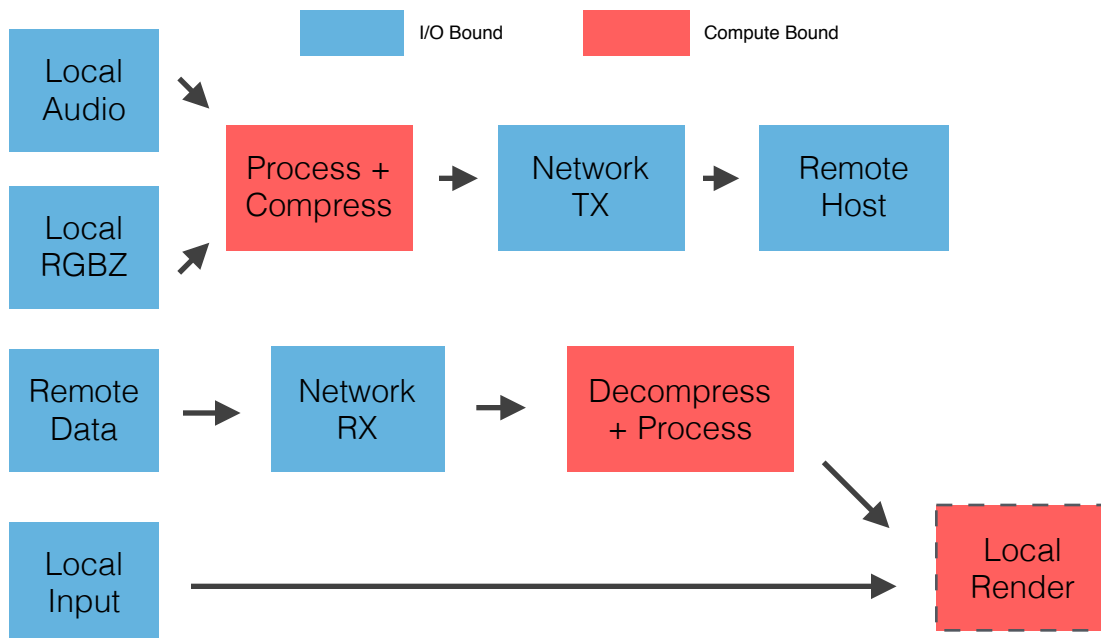 I/O Bound
Compute Bound
Local
Audio
Process +
Compress
Network
TX
Remote
Host
Local
RGBZ
Remote
Data
Network
RX
Decompress
+ Process
Local
Input
Local
Render